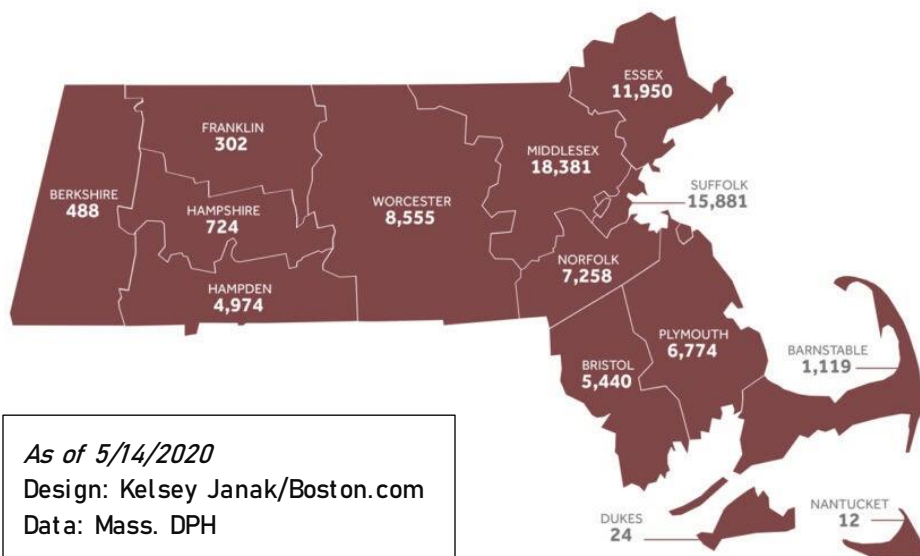 ESSEX
11,950
FRANKLIN
302
MIDDLESEX
18,381
BERKSHIRE
488
SUFFOLK
15,881
WORCESTER
8,555
HAMPSHIRE
724
NORFOLK
7,258
HAMPDEN
4,974
PLYMOUTH
6,774
BARNSTABLE
1,119
BRISTOL
5,440
As of 5/14/2020
Design: Kelsey Janak/Boston.com
Data: Mass. DPH
NANTUCKET
12
DUKES
24